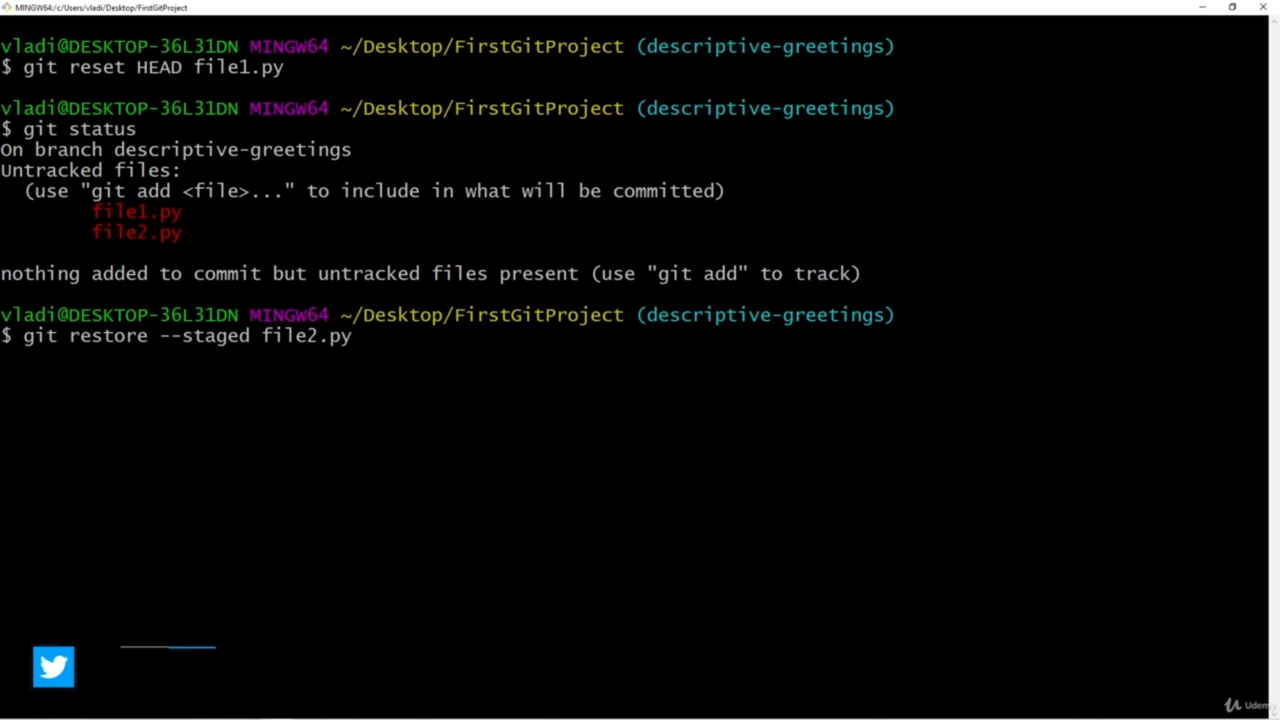 MINGW64:/c/Users/vladi/Desktop/FirstGitProject
vladi@DESKTOP-36L31DN MINGW64 ~/Desktop/FirstGitProject (descriptive-greetings)
$ git reset HEAD file1.py
vladi@DESKTOP-36L31DN MINGW64 ~/Desktop/FirstGitProject (descriptive-greetings)
$ git status
On branch descriptive-greetings
Untracked files:
  (use "git add <file>..." to include in what will be committed)
        file1.py
        file2.py
nothing added to commit but untracked files present (use "git add" to track)
vladi@DESKTOP-36L31DN MINGW64 ~/Desktop/FirstGitProject (descriptive-greetings)
$ git restore --staged file2.py
Udemy